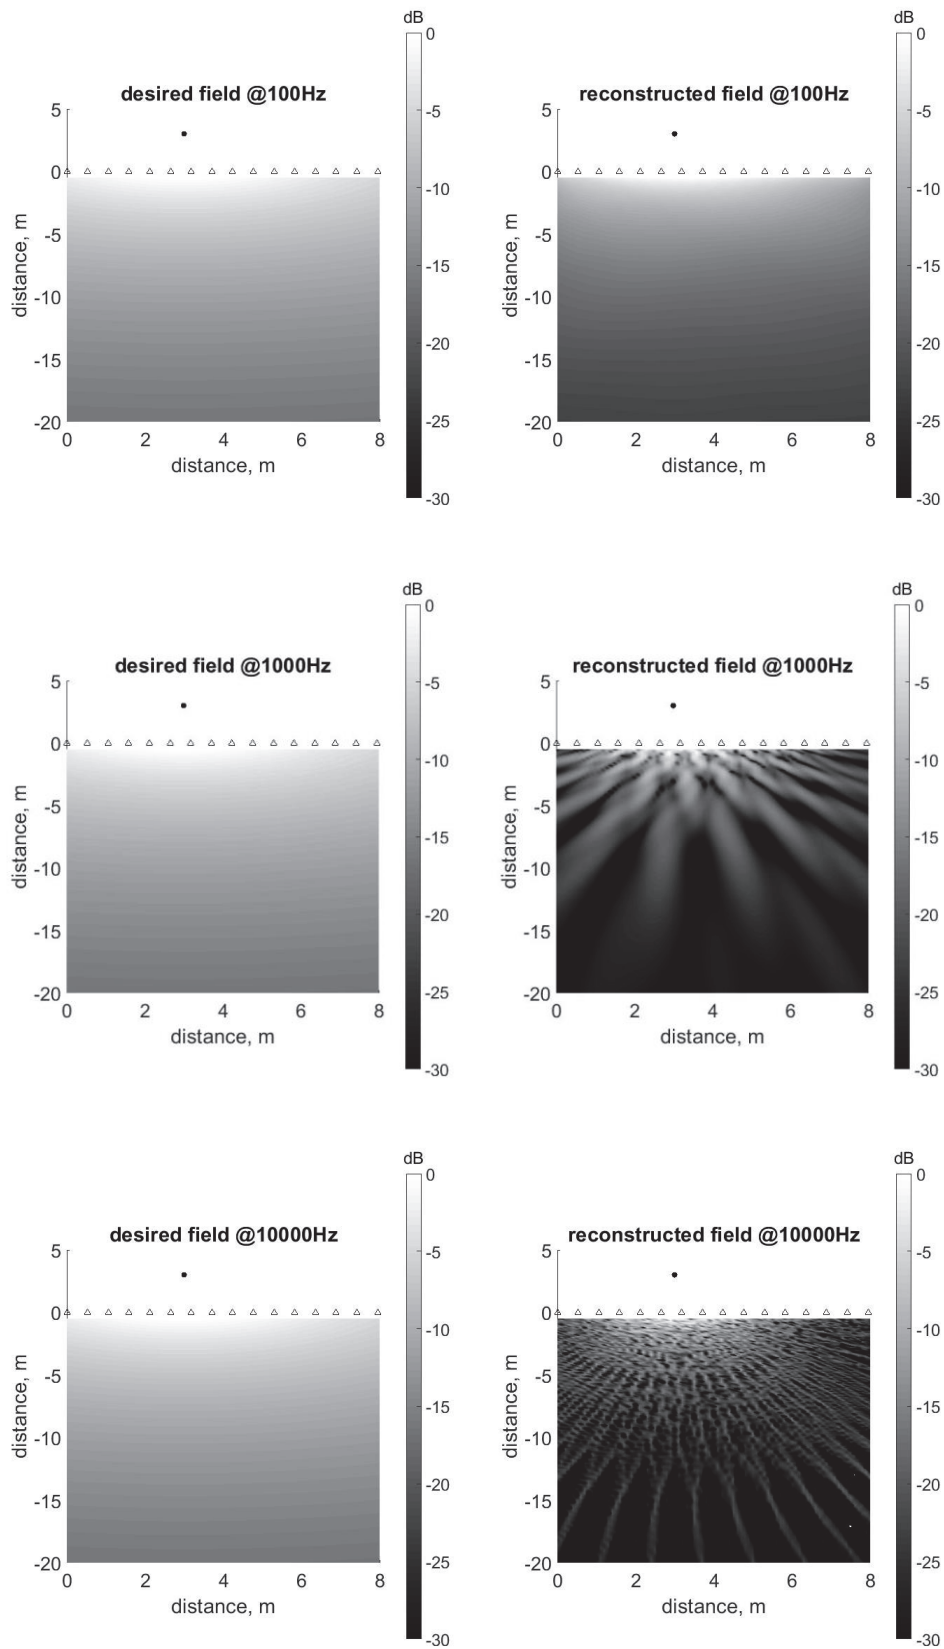 dB
0
-5
-10
-15
-20
-25
-30
desired field @100Hz
5
0
-5
-10
-15
-20
distance, m
0 2 4 6 8
distance, m
dB
0
-5
-10
-15
-20
-25
-30
reconstructed field @100Hz
5
0
-5
-10
-15
-20
distance, m
0 2 4 6 8
distance, m
dB
0
-5
-10
-15
-20
-25
-30
desired field @1000Hz
5
0
-5
-10
-15
-20
distance, m
0 2 4 6 8
distance, m
dB
0
-5
-10
-15
-20
-25
-30
reconstructed field @1000Hz
5
0
-5
-10
-15
-20
distance, m
0 2 4 6 8
distance, m
dB
0
-5
-10
-15
-20
-25
-30
desired field @10000Hz
5
0
-5
-10
-15
-20
distance, m
0 2 4 6 8
distance, m
dB
0
-5
-10
-15
-20
-25
-30
reconstructed field @10000Hz
5
0
-5
-10
-15
-20
distance, m
0 2 4 6 8
distance, m